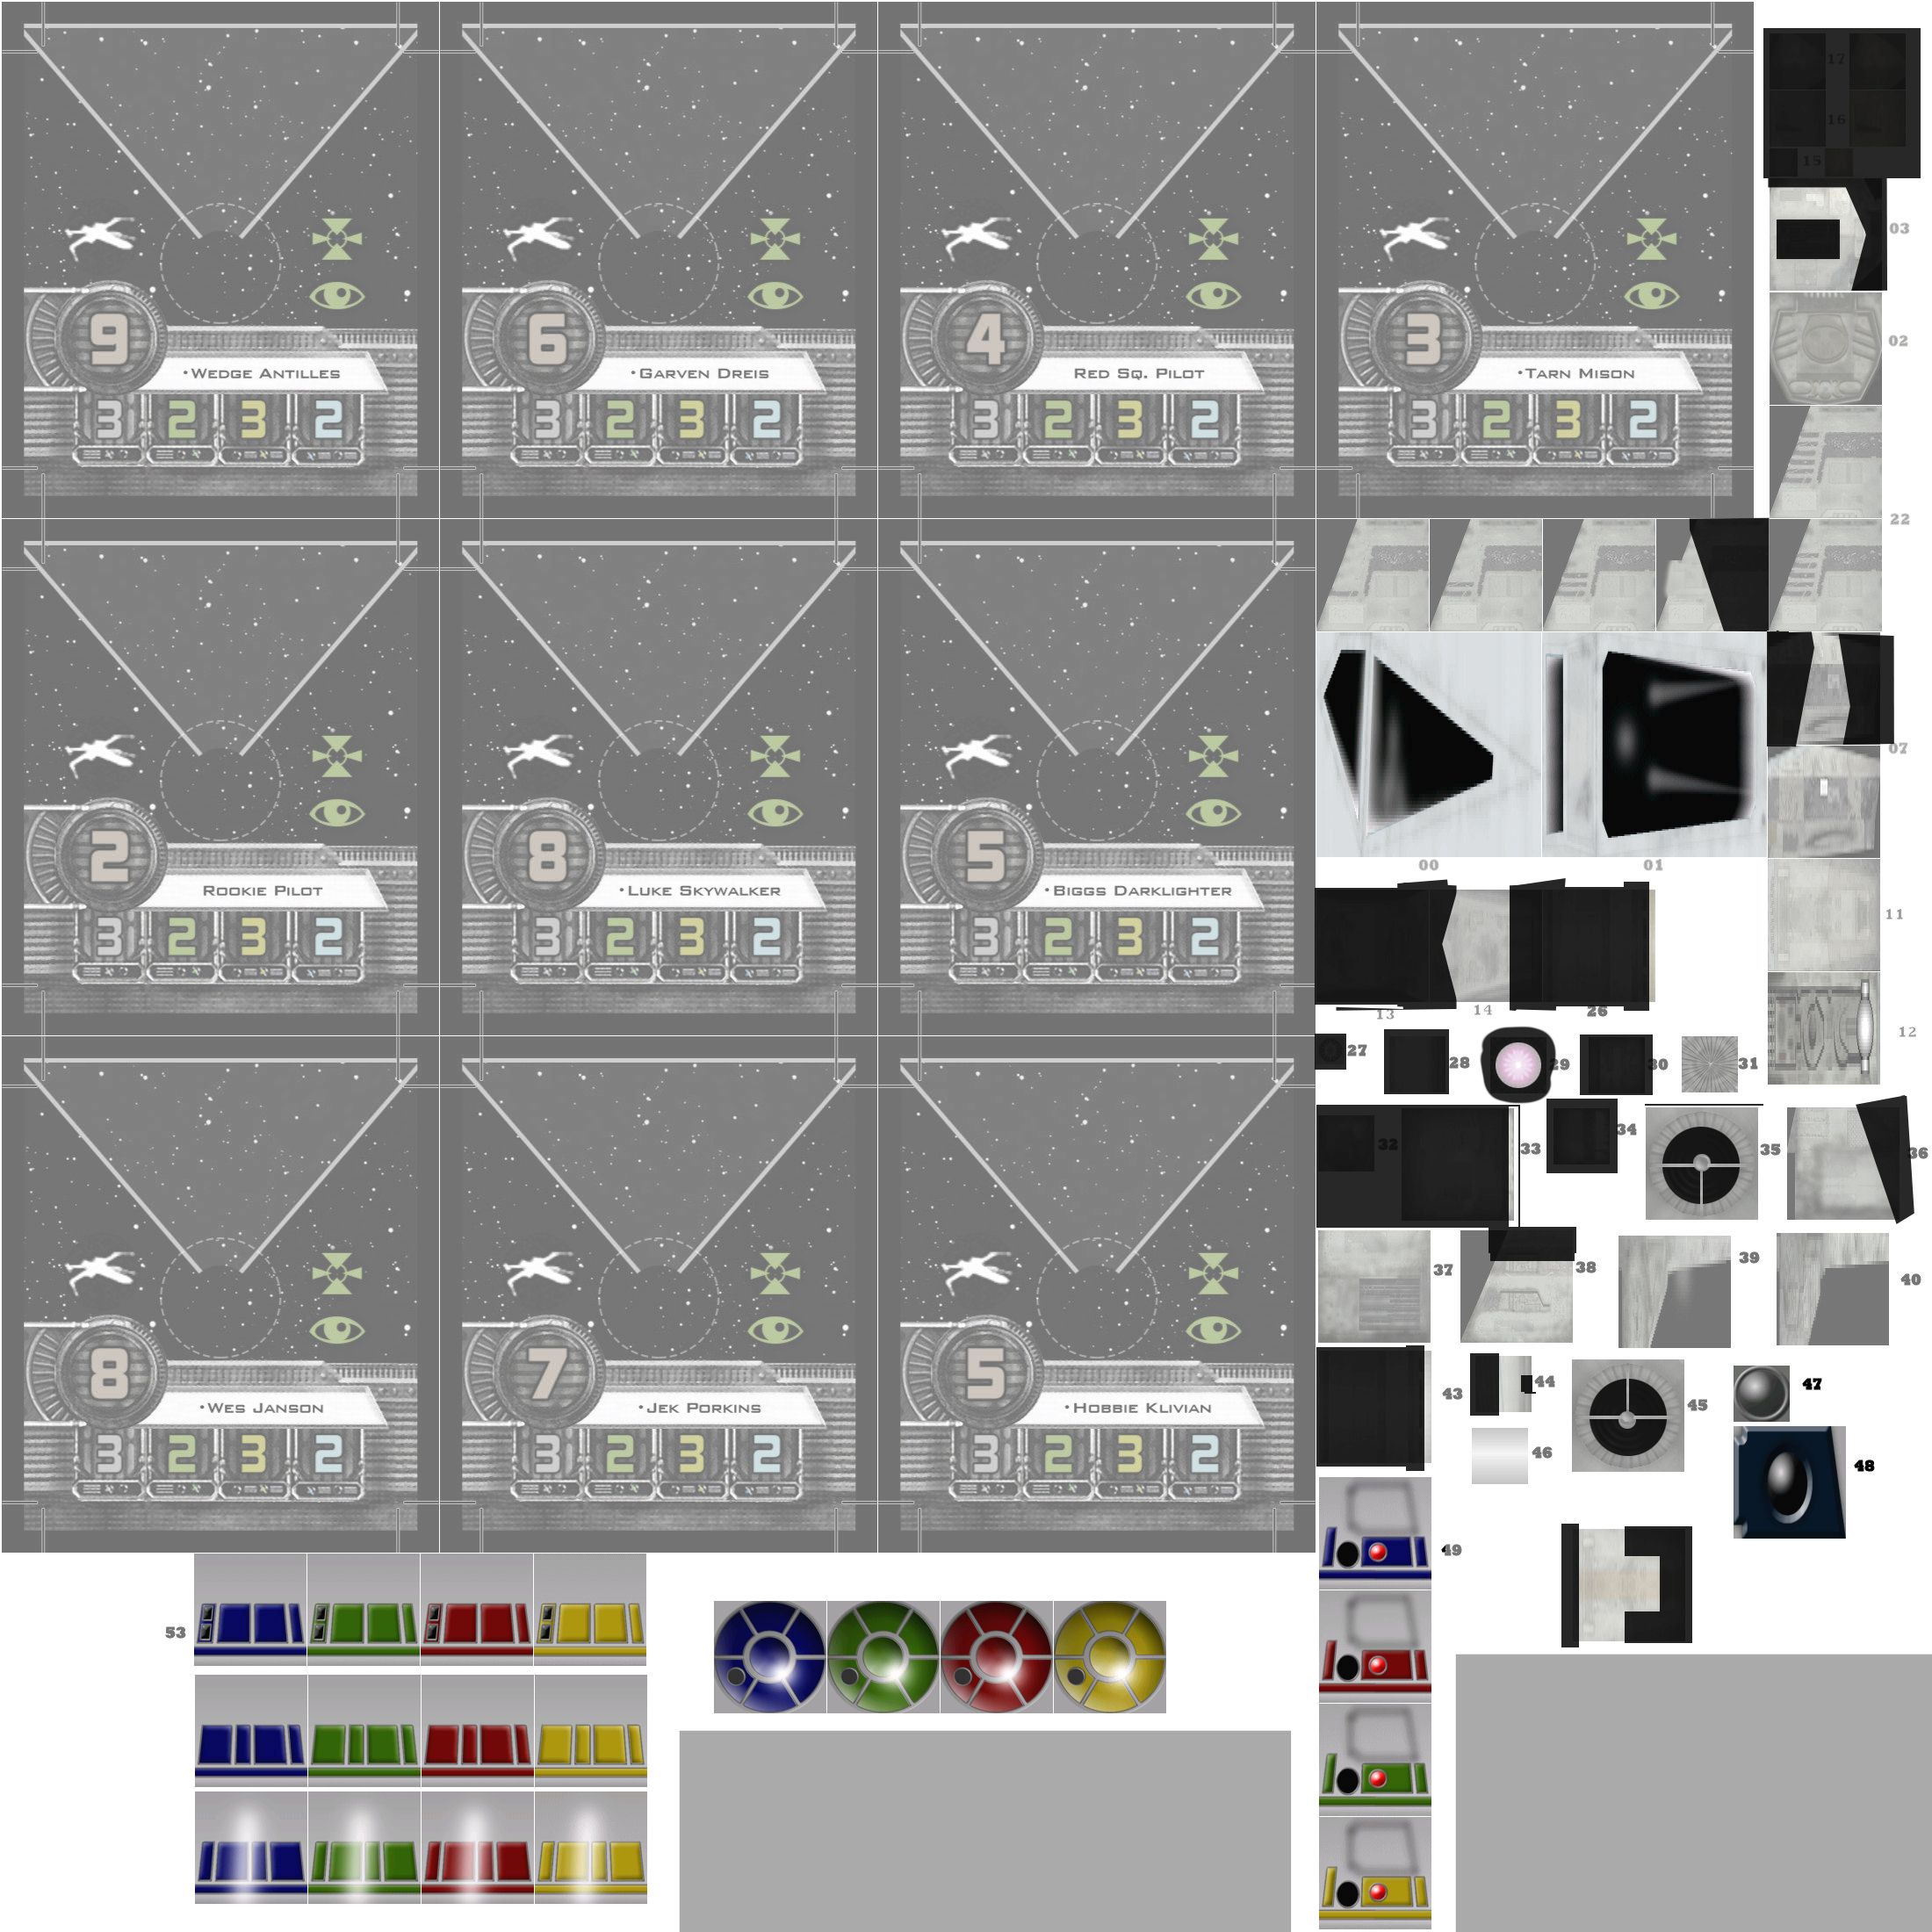 9
•WEDGE ANTILLES
3 2 3 2
6
•GARVEN DREIS
3 2 3 2
4
RED SQ. PILOT
3 2 3 2
3
•TARN MISON
3 2 3 2
17
16
15
03
02
22
2
ROOKIE PILOT
3 2 3 2
8
•LUKE SKYWALKER
3 2 3 2
5
•BIGGS DARKLIGHTER
3 2 3 2
07
00
01
11
13
14
26
12
27
28
29
30
31
8
•WES JANSON
3 2 3 2
7
•JEK PORKINS
3 2 3 2
5
•HOBBIE KLIVIAN
3 2 3 2
32
33
34
35
36
37
38
39
40
43
44
45
46
47
48
49
53